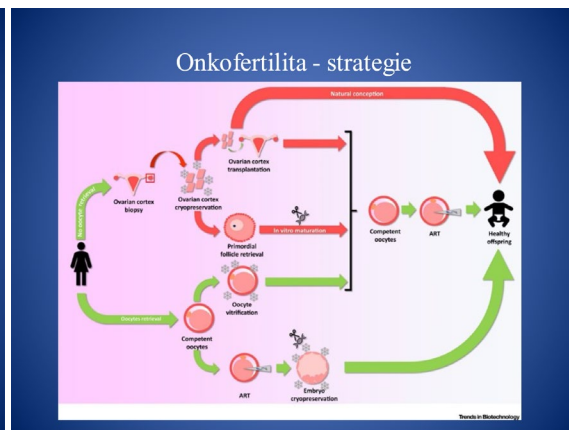 Onkofertilita - strategie
Natural conception
No oocyte retrieval
Ovarian cortex
biopsy
Ovarian cortex
cryopreservation
Ovarian cortex
transplantation
Primordial
follicle retrieval
In vitro maturation
Competent
oocytes
ART
Healthy
offspring
Oocyte
vitrification
Oocytes retrieval
Competent
oocytes
ART
Embryo
cryopreservation
Trends in Biotechnology